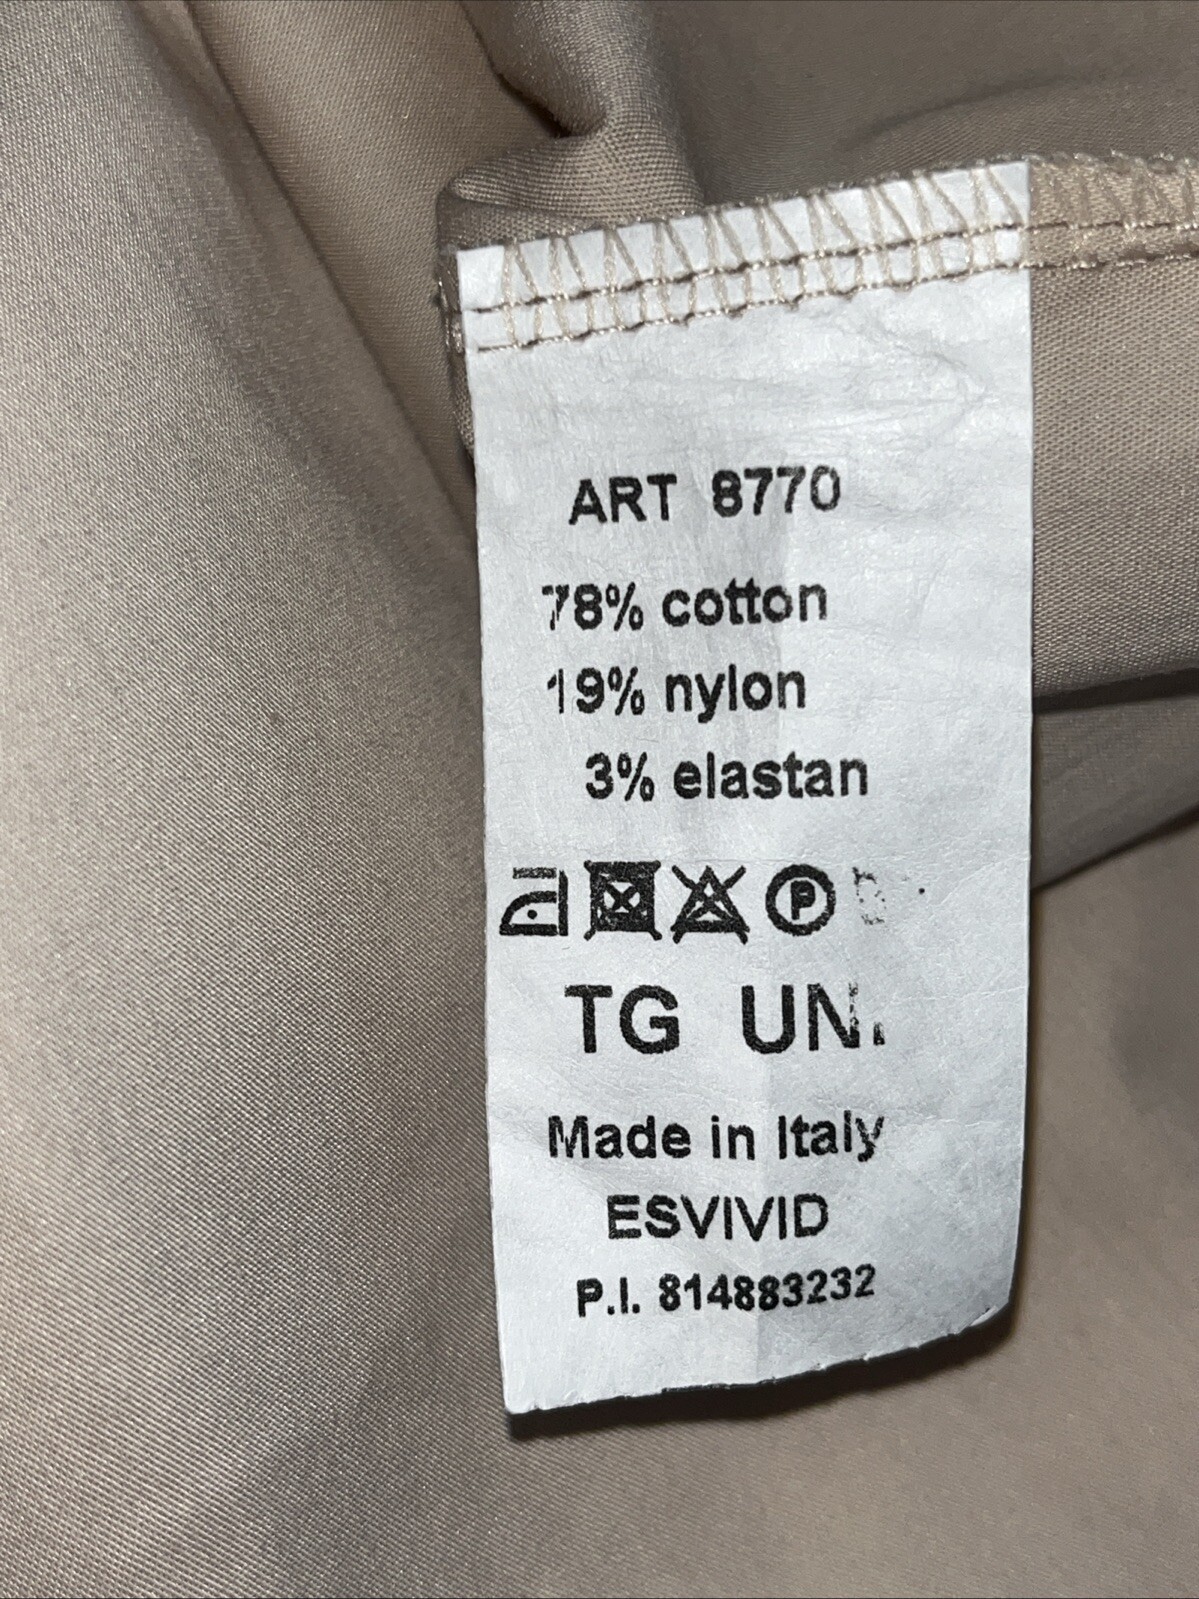 ART 8770
78% cotton
19% nylon
3% elastan
P
TG UN.
Made in Italy
ESVIVID
P.I. 814883232